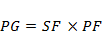 𝑃𝐺 = 𝑆𝐹 × 𝑃𝐹